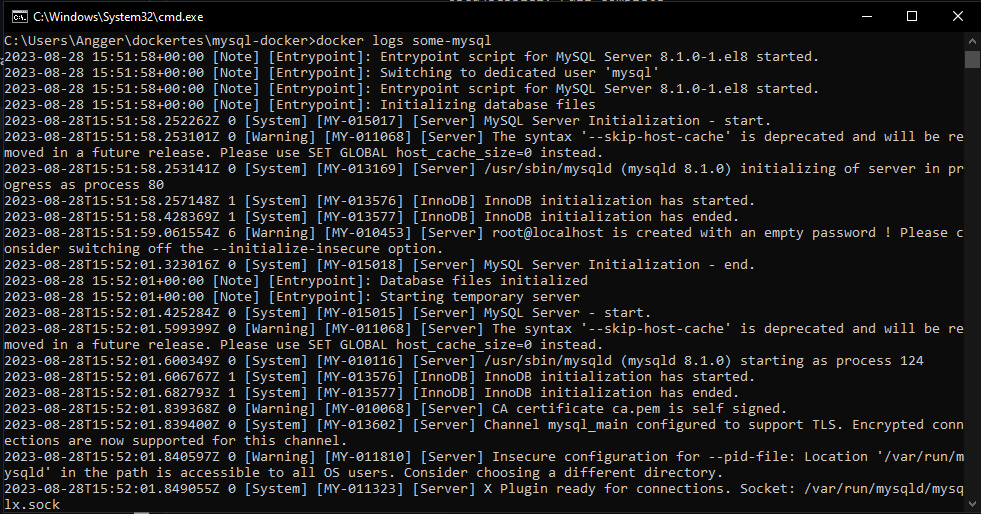 C:\Windows\System32\cmd.exe
C:\Users\Angger\dockertes\mysql-docker>docker logs some-mysql
2023-08-28 15:51:58+00:00 [Note] [Entrypoint]: Entrypoint script for MySQL Server 8.1.0-1.el8 started.
2023-08-28 15:51:58+00:00 [Note] [Entrypoint]: Switching to dedicated user 'mysql'
2023-08-28 15:51:58+00:00 [Note] [Entrypoint]: Entrypoint script for MySQL Server 8.1.0-1.el8 started.
2023-08-28 15:51:58+00:00 [Note] [Entrypoint]: Initializing database files
2023-08-28T15:51:58.252262Z 0 [System] [MY-015017] [Server] MySQL Server Initialization - start.
2023-08-28T15:51:58.253101Z 0 [Warning] [MY-011068] [Server] The syntax '--skip-host-cache' is deprecated and will be re
moved in a future release. Please use SET GLOBAL host_cache_size=0 instead.
2023-08-28T15:51:58.253141Z 0 [System] [MY-013169] [Server] /usr/sbin/mysqld (mysqld 8.1.0) initializing of server in pr
ogress as process 80
2023-08-28T15:51:58.257148Z 1 [System] [MY-013576] [InnoDB] InnoDB initialization has started.
2023-08-28T15:51:58.428369Z 1 [System] [MY-013577] [InnoDB] InnoDB initialization has ended.
2023-08-28T15:51:59.061554Z 6 [Warning] [MY-010453] [Server] root@localhost is created with an empty password ! Please c
onsider switching off the --initialize-insecure option.
2023-08-28T15:52:01.323016Z 0 [System] [MY-015018] [Server] MySQL Server Initialization - end.
2023-08-28 15:52:01+00:00 [Note] [Entrypoint]: Database files initialized
2023-08-28 15:52:01+00:00 [Note] [Entrypoint]: Starting temporary server
2023-08-28T15:52:01.425284Z 0 [System] [MY-015015] [Server] MySQL Server - start.
2023-08-28T15:52:01.599399Z 0 [Warning] [MY-011068] [Server] The syntax '--skip-host-cache' is deprecated and will be re
moved in a future release. Please use SET GLOBAL host_cache_size=0 instead.
2023-08-28T15:52:01.600349Z 0 [System] [MY-010116] [Server] /usr/sbin/mysqld (mysqld 8.1.0) starting as process 124
2023-08-28T15:52:01.606767Z 1 [System] [MY-013576] [InnoDB] InnoDB initialization has started.
2023-08-28T15:52:01.682793Z 1 [System] [MY-013577] [InnoDB] InnoDB initialization has ended.
2023-08-28T15:52:01.839368Z 0 [Warning] [MY-010068] [Server] CA certificate ca.pem is self signed.
2023-08-28T15:52:01.839400Z 0 [System] [MY-013602] [Server] Channel mysql_main configured to support TLS. Encrypted conn
ections are now supported for this channel.
2023-08-28T15:52:01.840597Z 0 [Warning] [MY-011810] [Server] Insecure configuration for --pid-file: Location '/var/run/m
ysqld' in the path is accessible to all OS users. Consider choosing a different directory.
2023-08-28T15:52:01.849055Z 0 [System] [MY-011323] [Server] X Plugin ready for connections. Socket: /var/run/mysqld/mysq
lx.sock